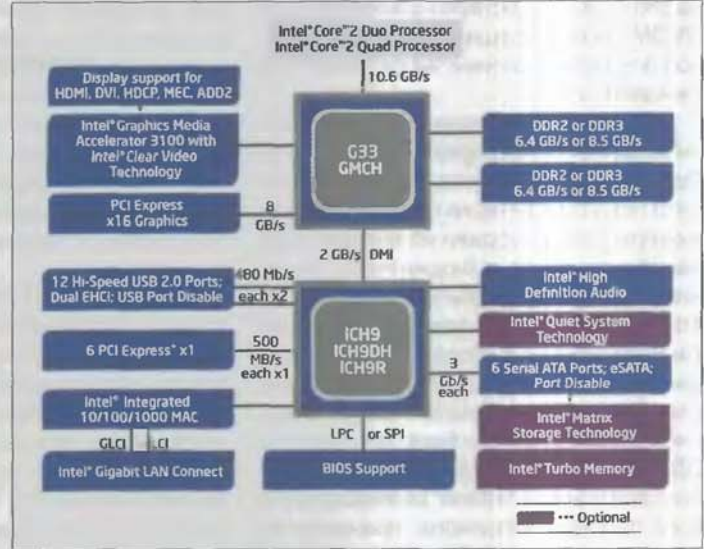 Intel® Core™2 Duo Processor
Intel® Core™2 Quad Processor
10.6 GB/s
Display support for
HDMI, DVI, HDCP, MEC, ADD2
Intel® Graphics Media
Accelerator 3100 with
Intel® Clear Video
Technology
PCI Express
x16 Graphics
8
GB/s
G33
GMCH
DDR2 or DDR3
6.4 GB/s or 8.5 GB/s
DDR2 or DDR3
6.4 GB/s or 8.5 GB/s
2 GB/s DMI
12 Hi-Speed USB 2.0 Ports;
Dual EHCI; USB Port Disable
480 Mb/s
each x2
6 PCI Express® x1
500
MB/s
each x1
Intel® Integrated
10/100/1000 MAC
GLCI LCI
Intel® Gigabit LAN Connect
ICH9
ICH9DH
ICH9R
LPC or SPI
BIOS Support
Intel® High
Definition Audio
Intel® Quiet System
Technology
3
Gb/s
each
6 Serial ATA Ports; eSATA;
Port Disable
Intel® Matrix
Storage Technology
Intel® Turbo Memory
••• Optional